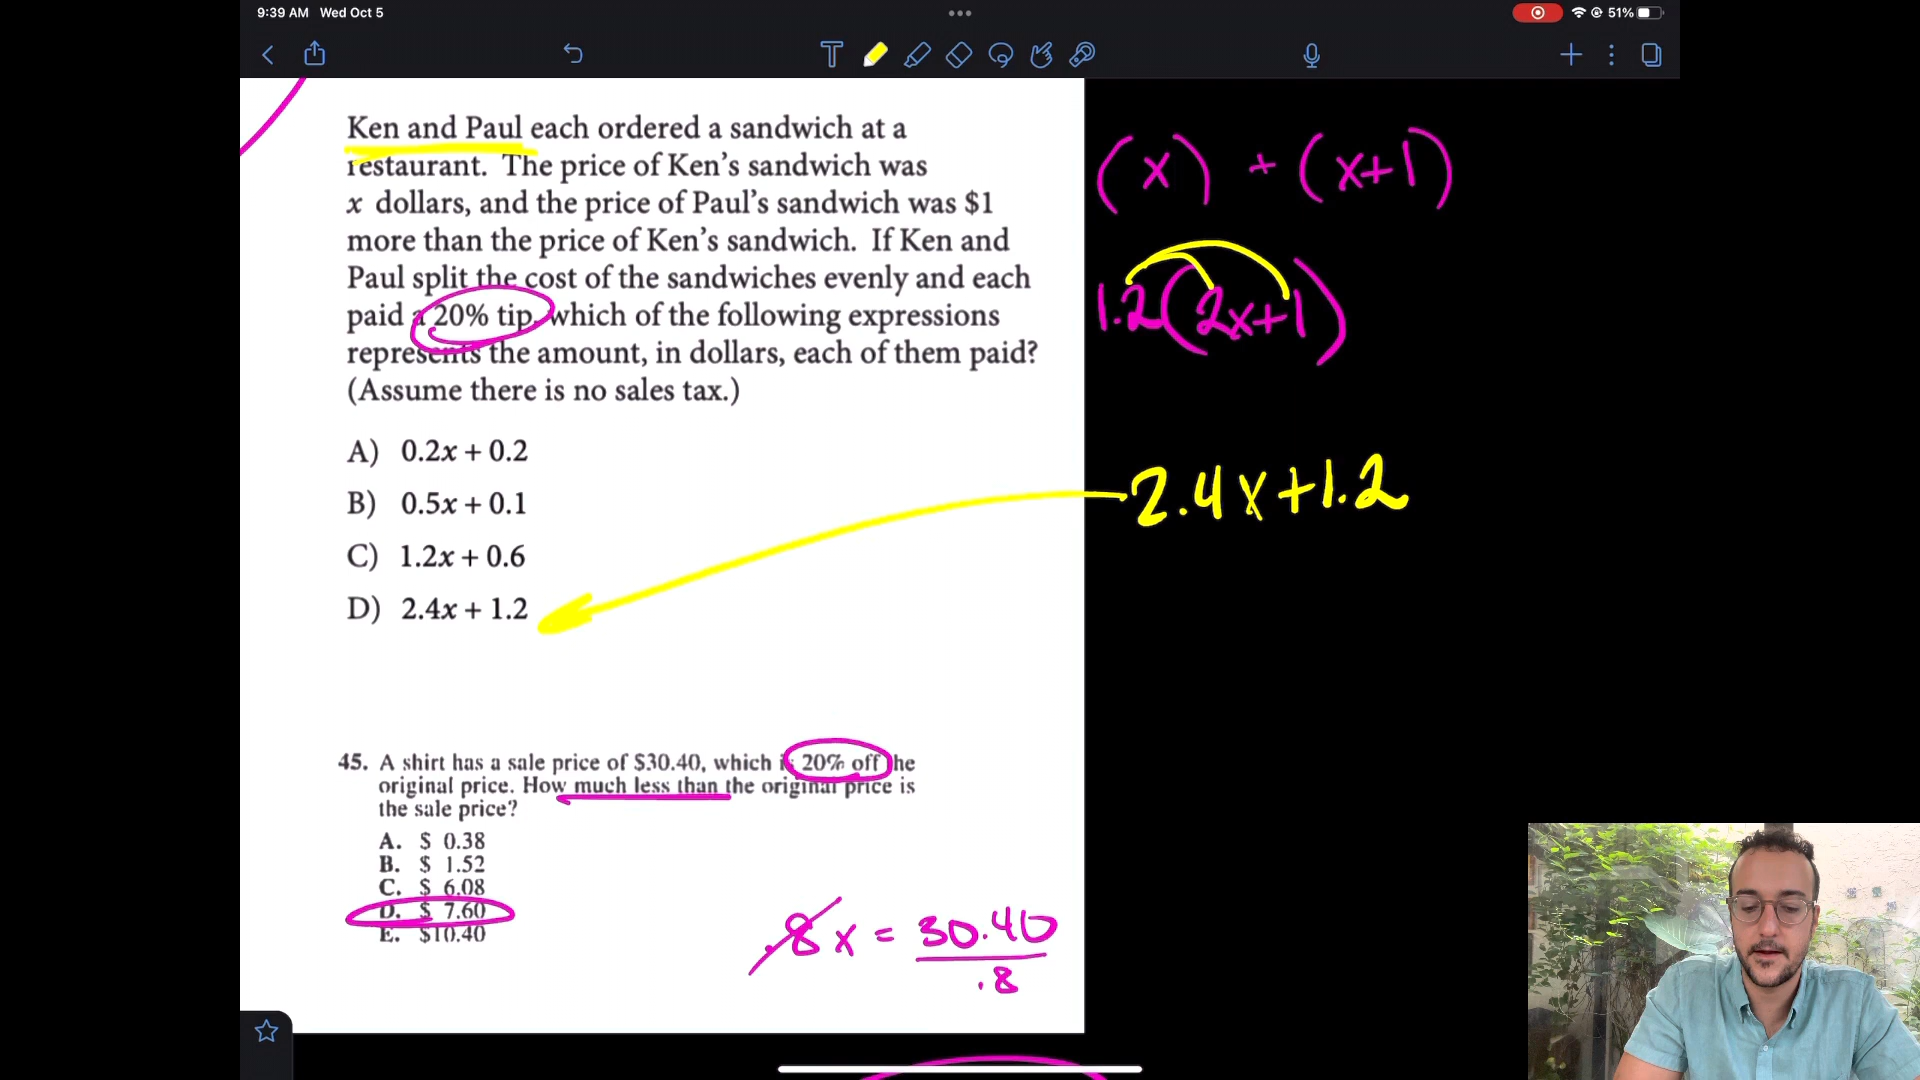 9:39 AM Wed Oct 5
51%
Ken and Paul each ordered a sandwich at a
restaurant. The price of Ken's sandwich was
x dollars, and the price of Paul's sandwich was $1
more than the price of Ken's sandwich. If Ken and
Paul split the cost of the sandwiches evenly and each
paid a 20% tip, which of the following expressions
represents the amount, in dollars, each of them paid?
(Assume there is no sales tax.)
A) 0.2x + 0.2
B) 0.5x + 0.1
C) 1.2x + 0.6
D) 2.4x + 1.2
(x) + (x+1)
1.2(2x+1)
2.4x+1.2
45. A shirt has a sale price of $30.40, which is 20% off the
original price. How much less than the original price is
the sale price?
A. $ 0.38
B. $ 1.52
C. $ 6.08
D. $ 7.60
E. $10.40
.8x = 30.40
.8